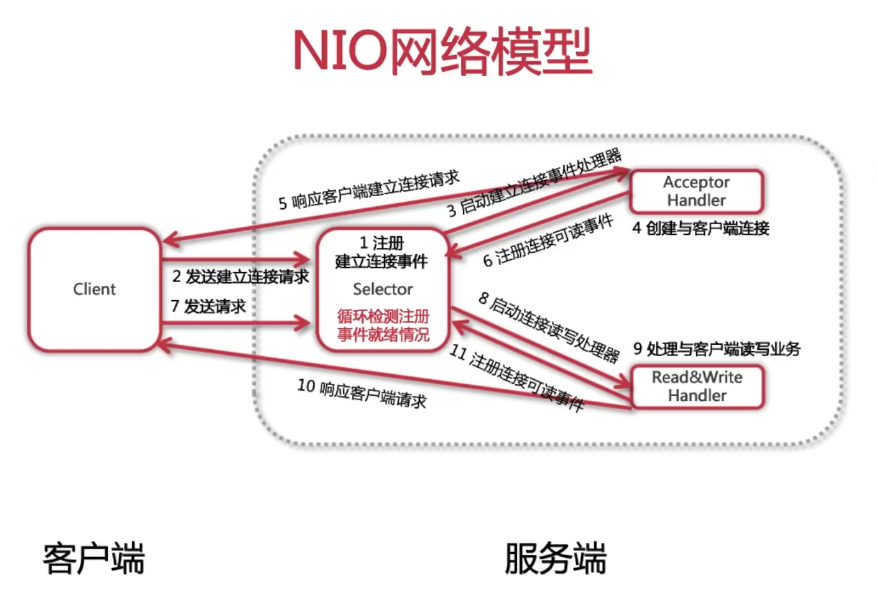 NIO网络模型
5 响应客户端建立连接请求
3 启动建立连接事件处理器
Acceptor
Handler
4 创建与客户端连接
6 注册连接可读事件
1 注册
建立连接事件
Selector
循环检测注册
事件就绪情况
Client
2 发送建立连接请求
7 发送请求
8 启动连接读写处理器
9 处理与客户端读写业务
Read&Write
Handler
11 注册连接可读事件
10 响应客户端请求
客户端
服务端